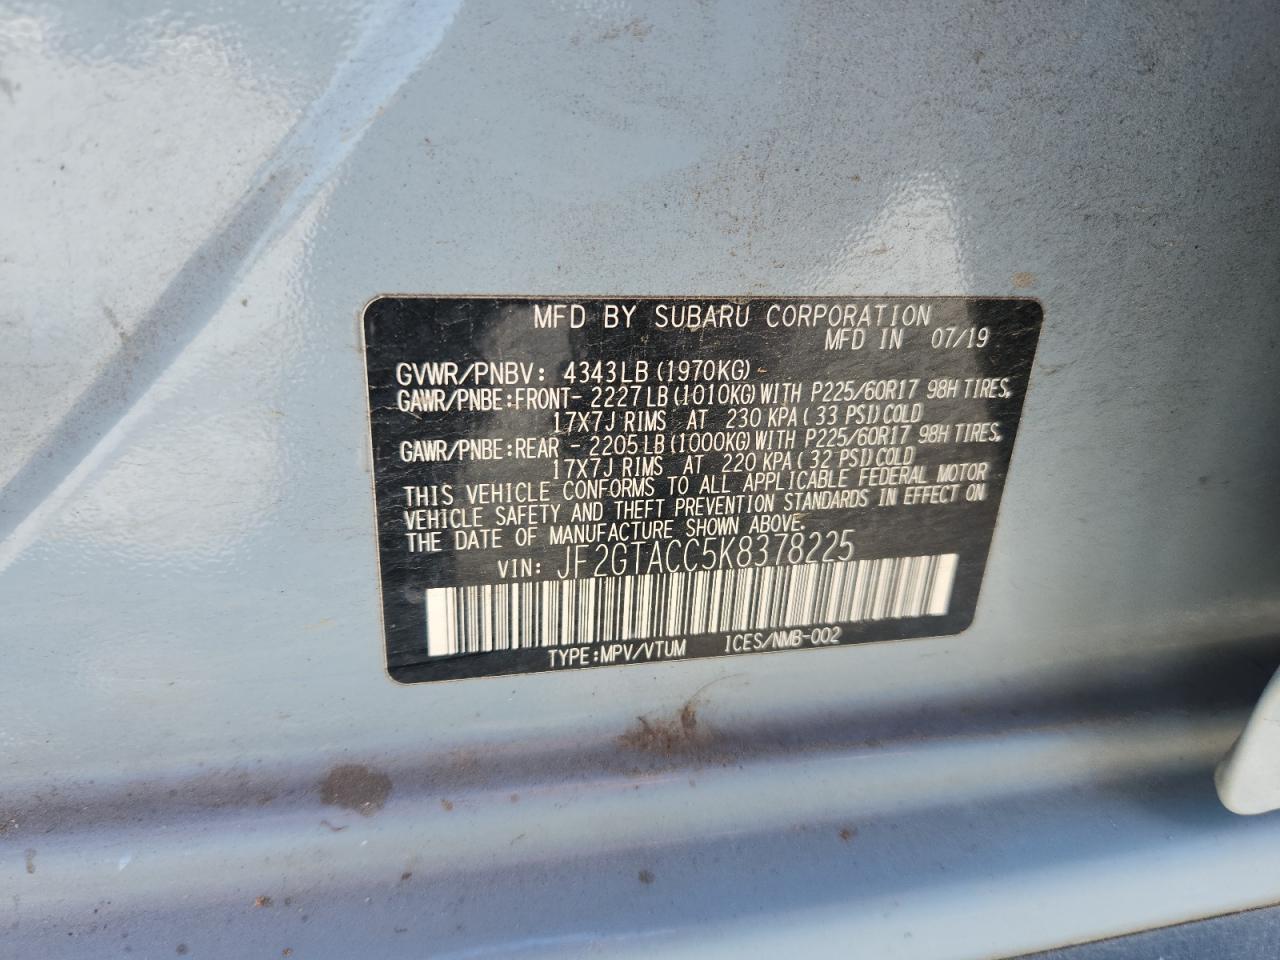 MFD BY SUBARU CORPORATION
MFD IN 07/19
GVWR/PNBV: 4343LB(1970KG)
GAWR/PNBE:FRONT- 2227LB(1010KG)WITH P225/60R17 98H TIRES,
17X7J RIMS AT 230 KPA(33 PSI)COLD
GAWR/PNBE:REAR - 2205LB(1000KG)WITH P225/60R17 98H TIRES,
17X7J RIMS AT 220 KPA(32 PSI)COLD
THIS VEHICLE CONFORMS TO ALL APPLICABLE FEDERAL MOTOR
VEHICLE SAFETY AND THEFT PREVENTION STANDARDS IN EFFECT ON
THE DATE OF MANUFACTURE SHOWN ABOVE.
VIN: JF2GTACC5K8378225
TYPE:MPV/VTUM ICES/NMB-002